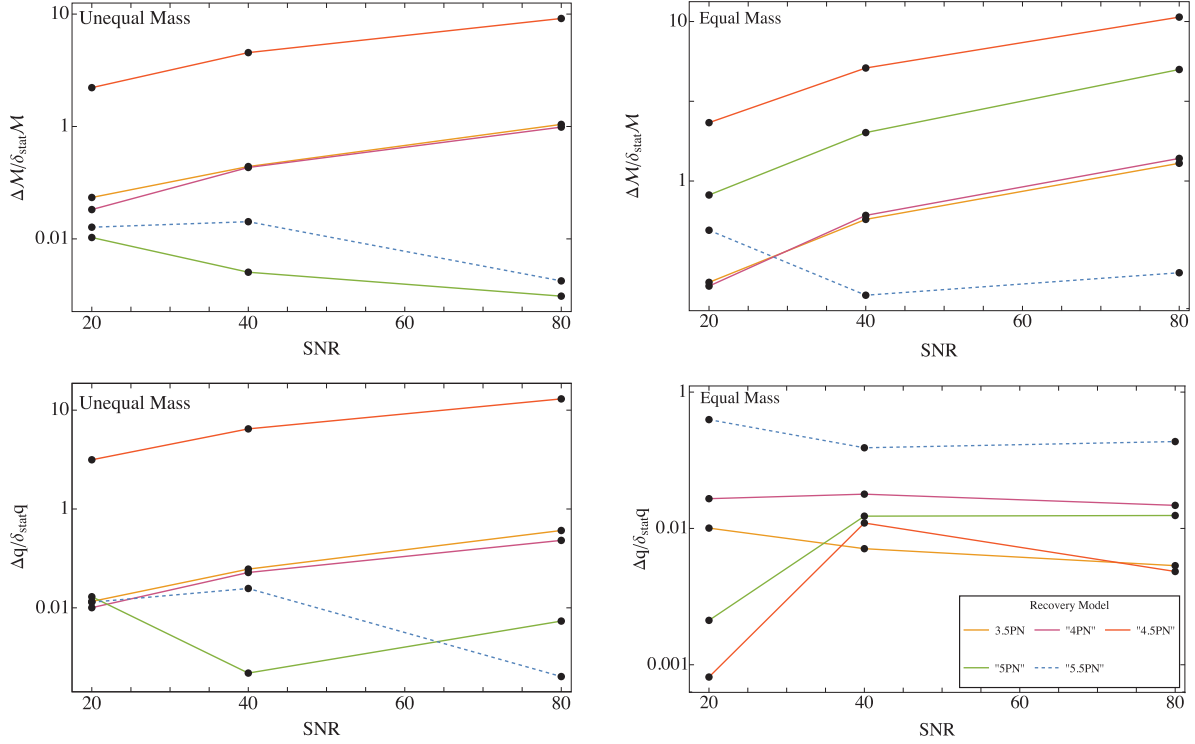 Unequal Mass
10
1
0.01
Δℳ/δstatℳ
20 40 60 80
SNR
Equal Mass
10
1
Δℳ/δstatℳ
20 40 60 80
SNR
Unequal Mass
10
1
0.01
Δq/δstatq
20 40 60 80
SNR
Equal Mass
1
0.01
0.001
Δq/δstatq
20 40 60 80
SNR
Recovery Model
3.5PN "4PN" "4.5PN"
"5PN" "5.5PN"